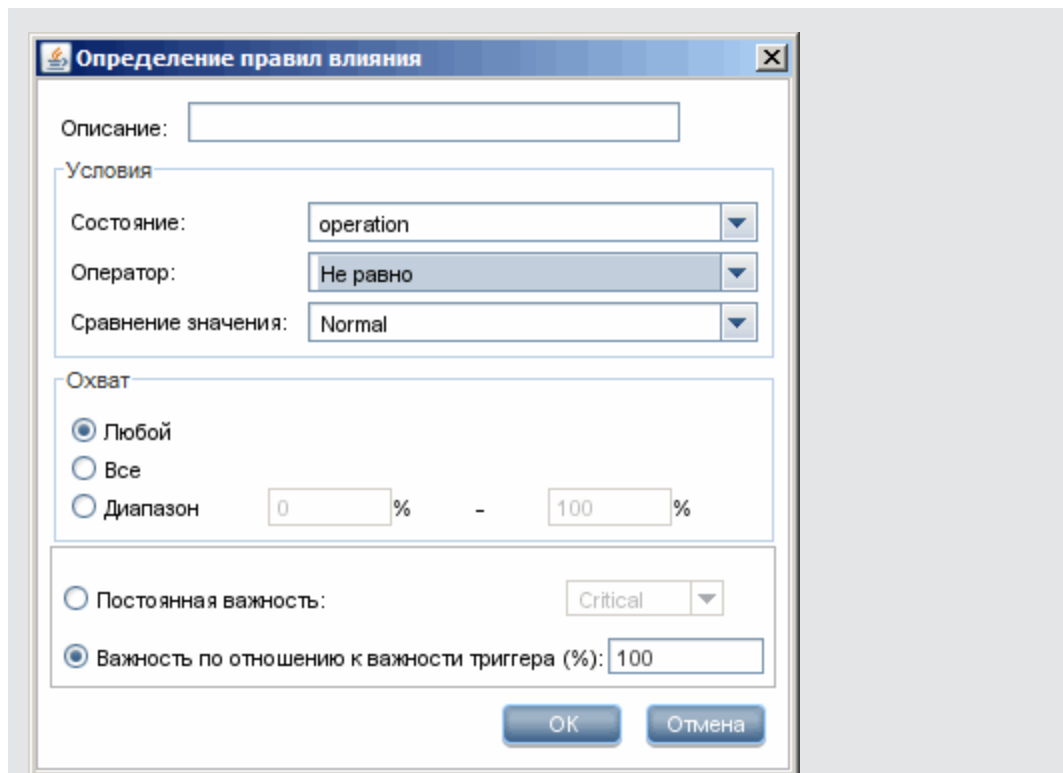 Определение правил влияния
Описание:
Условия
Состояние: operation
Оператор: Не равно
Сравнение значения: Normal
Охват
Любой
Все
Диапазон 0 % - 100 %
Постоянная важность: Critical
Важность по отношению к важности триггера (%): 100
OK Отмена